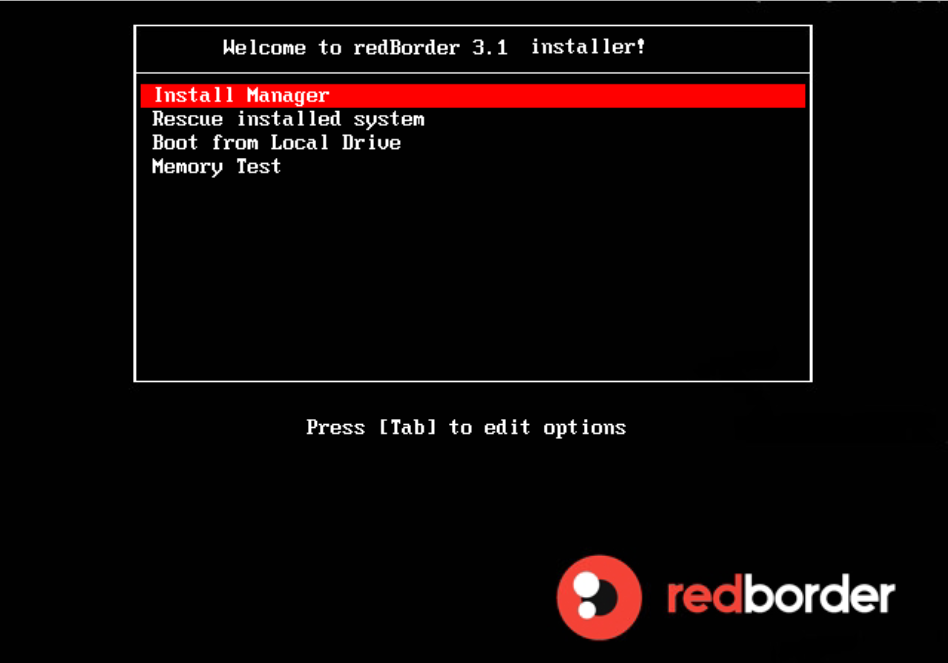 Welcome to redBorder 3.1 installer!
Install Manager
Rescue installed system
Boot from Local Drive
Memory Test
Press [Tab] to edit options
redborder